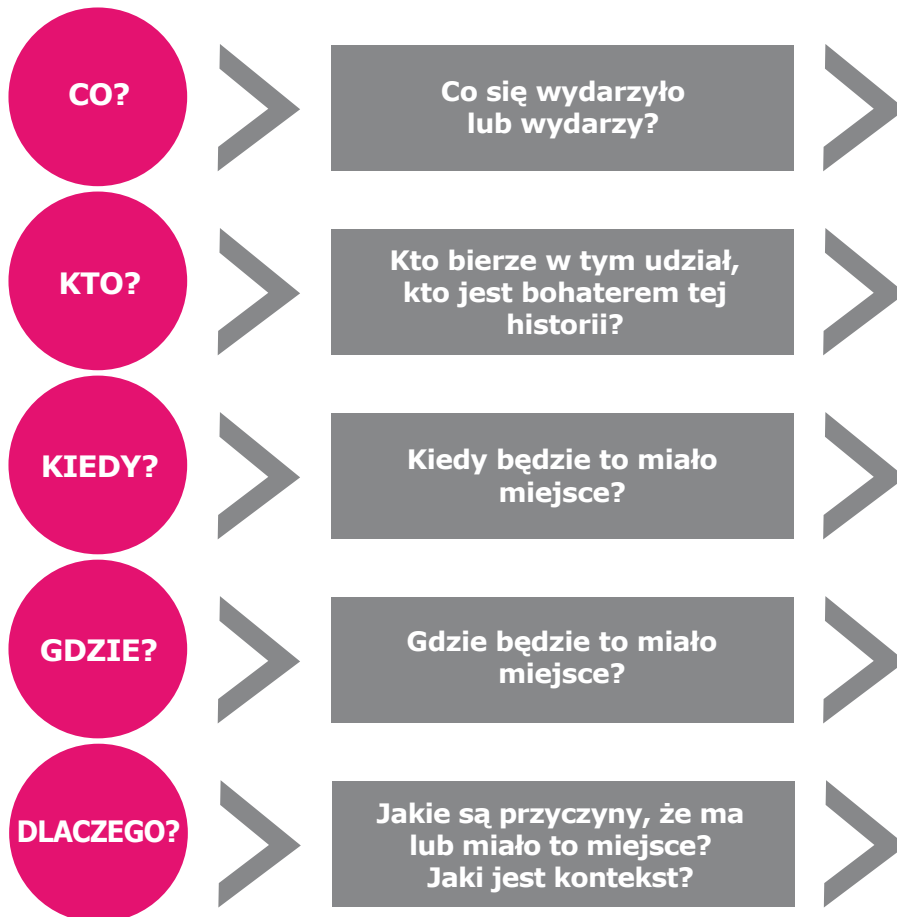 CO?
Co się wydarzyło
lub wydarzy?
KTO?
Kto bierze w tym udział,
kto jest bohaterem tej
historii?
KIEDY?
Kiedy będzie to miało
miejsce?
GDZIE?
Gdzie będzie to miało
miejsce?
DLACZEGO?
Jakie są przyczyny, że ma
lub miało to miejsce?
Jaki jest kontekst?